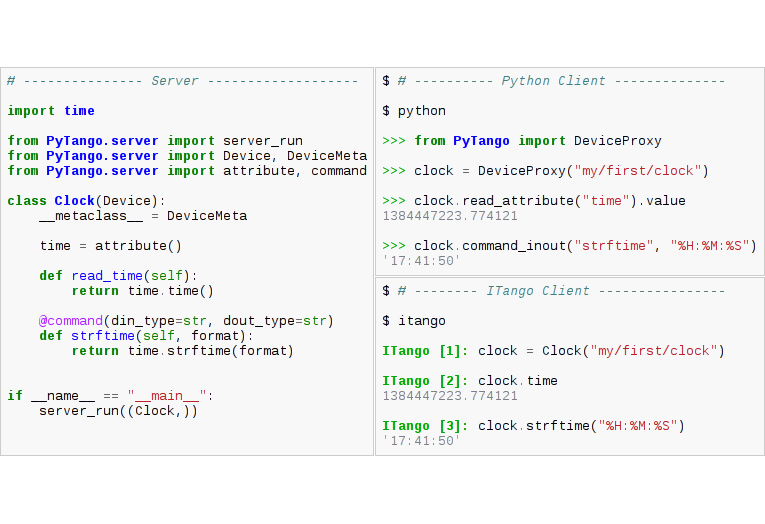 # --------------- Server -------------------
import time
from PyTango.server import server_run
from PyTango.server import Device, DeviceMeta
from PyTango.server import attribute, command
class Clock(Device):
    __metaclass__ = DeviceMeta
    time = attribute()
    def read_time(self):
        return time.time()
    @command(din_type=str, dout_type=str)
    def strftime(self, format):
        return time.strftime(format)
if __name__ == "__main__":
    server_run((Clock,))
$ # ---------- Python Client --------------
$ python
>>> from PyTango import DeviceProxy
>>> clock = DeviceProxy("my/first/clock")
>>> clock.read_attribute("time").value
1384447223.774121
>>> clock.command_inout("strftime", "%H:%M:%S")
'17:41:50'
$ # -------- ITango Client ----------------
$ itango
ITango [1]: clock = Clock("my/first/clock")
ITango [2]: clock.time
1384447223.774121
ITango [3]: clock.strftime("%H:%M:%S")
'17:41:50'